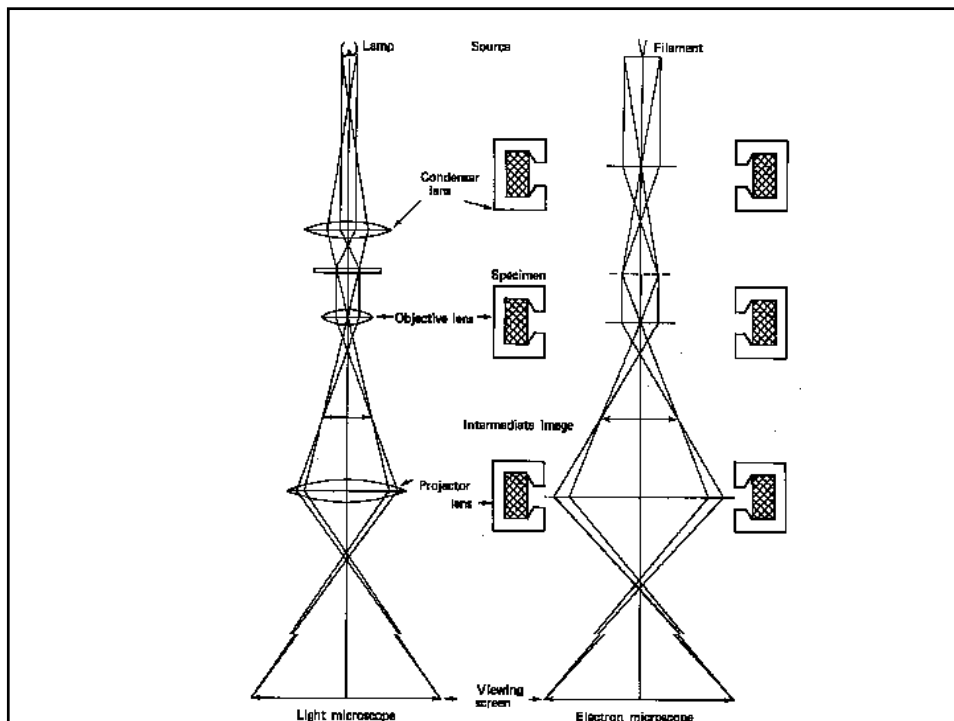 Lamp
Source
Filament
Condenser
lens
Specimen
Objective lens
Intermediate image
Projector
lens
Viewing
screen
Light microscope
Electron microscope